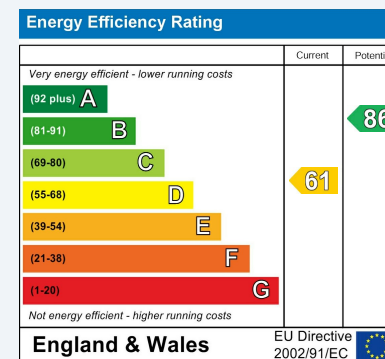 Energy Efficiency Rating
Current Potenti
Very energy efficient - lower running costs
(92 plus) A
(81-91) B 86
(69-80) C
(55-68) D 61
(39-54) E
(21-38) F
(1-20) G
Not energy efficient - higher running costs
England & Wales
EU Directive
2002/91/EC